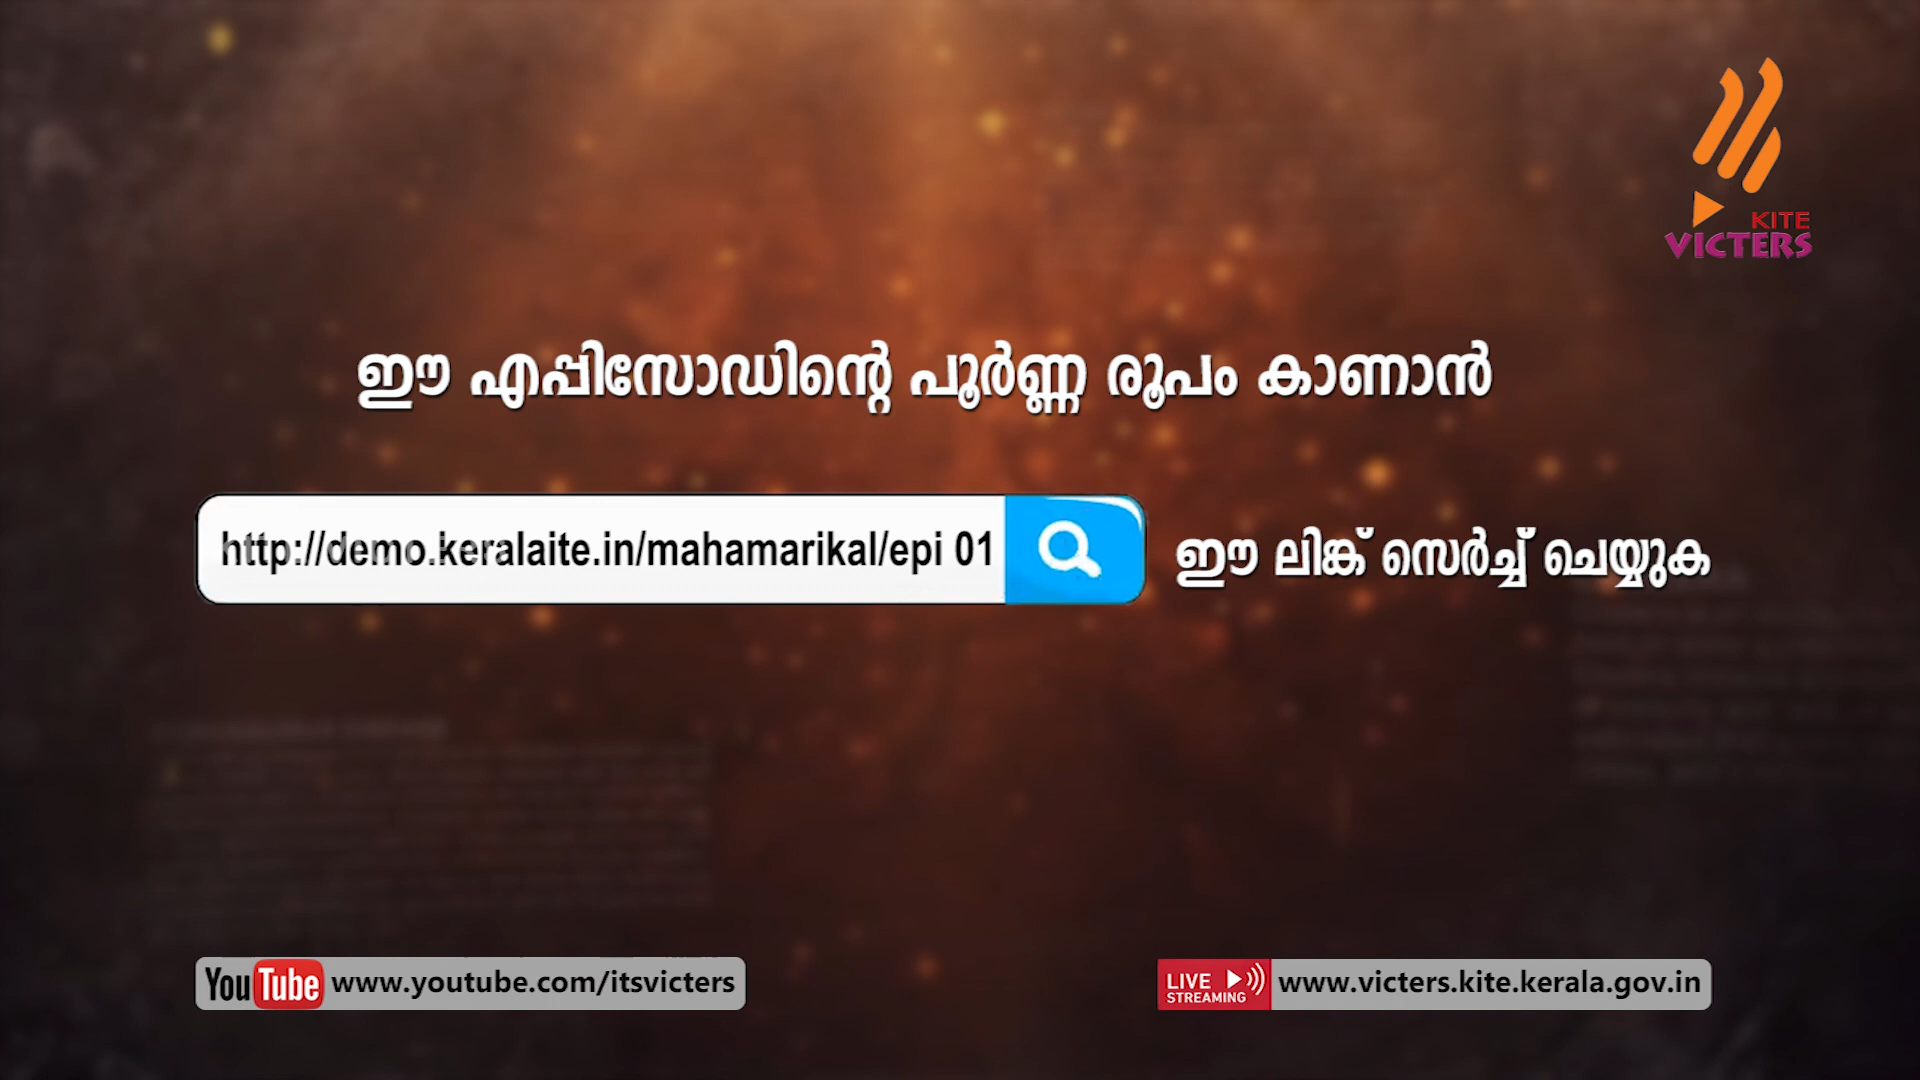 KITE
VICTERS
ഈ എപ്പിസോഡിന്റെ പൂർണ്ണ രൂപം കാണാൻ
http://demo.keralaite.in/mahamarikal/epi 01
ഈ ലിങ്ക് സെർച്ച് ചെയ്യുക
YouTube www.youtube.com/itsvicters
LIVE STREAMING www.victers.kite.kerala.gov.in